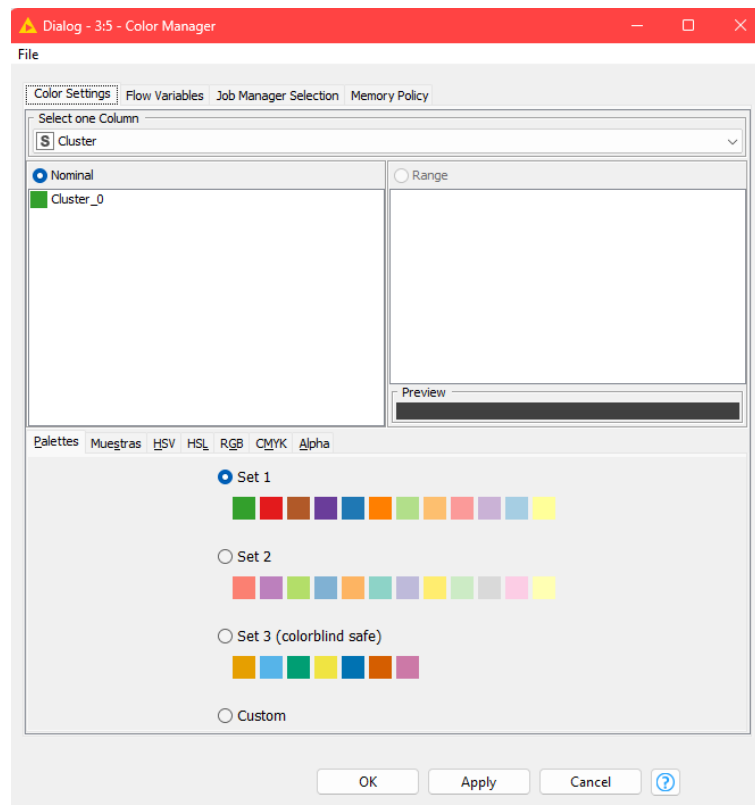 Dialog - 3:5 - Color Manager
File
Color Settings Flow Variables Job Manager Selection Memory Policy
Select one Column
S Cluster
Nominal
Range
Cluster_0
Preview
Palettes Muestras HSV HSL RGB CMYK Alpha
Set 1
Set 2
Set 3 (colorblind safe)
Custom
OK Apply Cancel ?